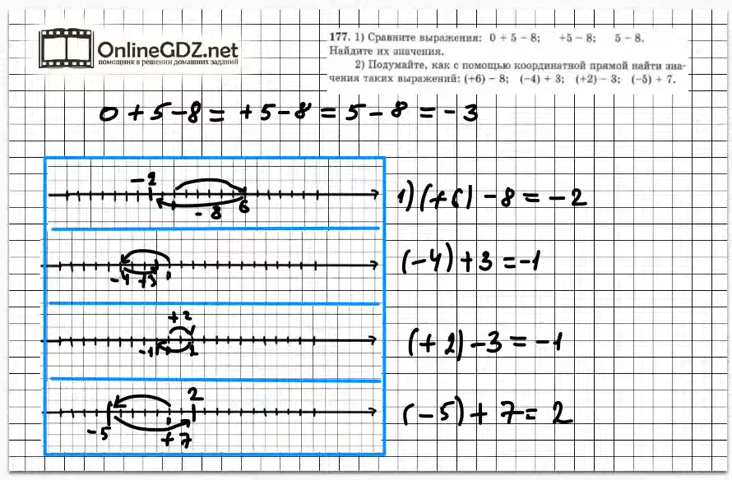 OnlineGDZ.net
помощник в решении домашних заданий
177. 1) Сравните выражения: 0 + 5 − 8; +5 − 8; 5 − 8.
Найдите их значения.
2) Подумайте, как с помощью координатной прямой найти зна-
чения таких выражений: (+6) − 8; (−4) + 3; (+2) − 3; (−5) + 7.
0 + 5 − 8 = + 5 − 8 = 5 − 8 = − 3
−2
− 8 6
1) (+6) − 8 = − 2
−4 +3
(−4) + 3 = −1
+2
−1 2
(+ 2) − 3 = −1
2
−5
+ 7
(− 5) + 7 = 2